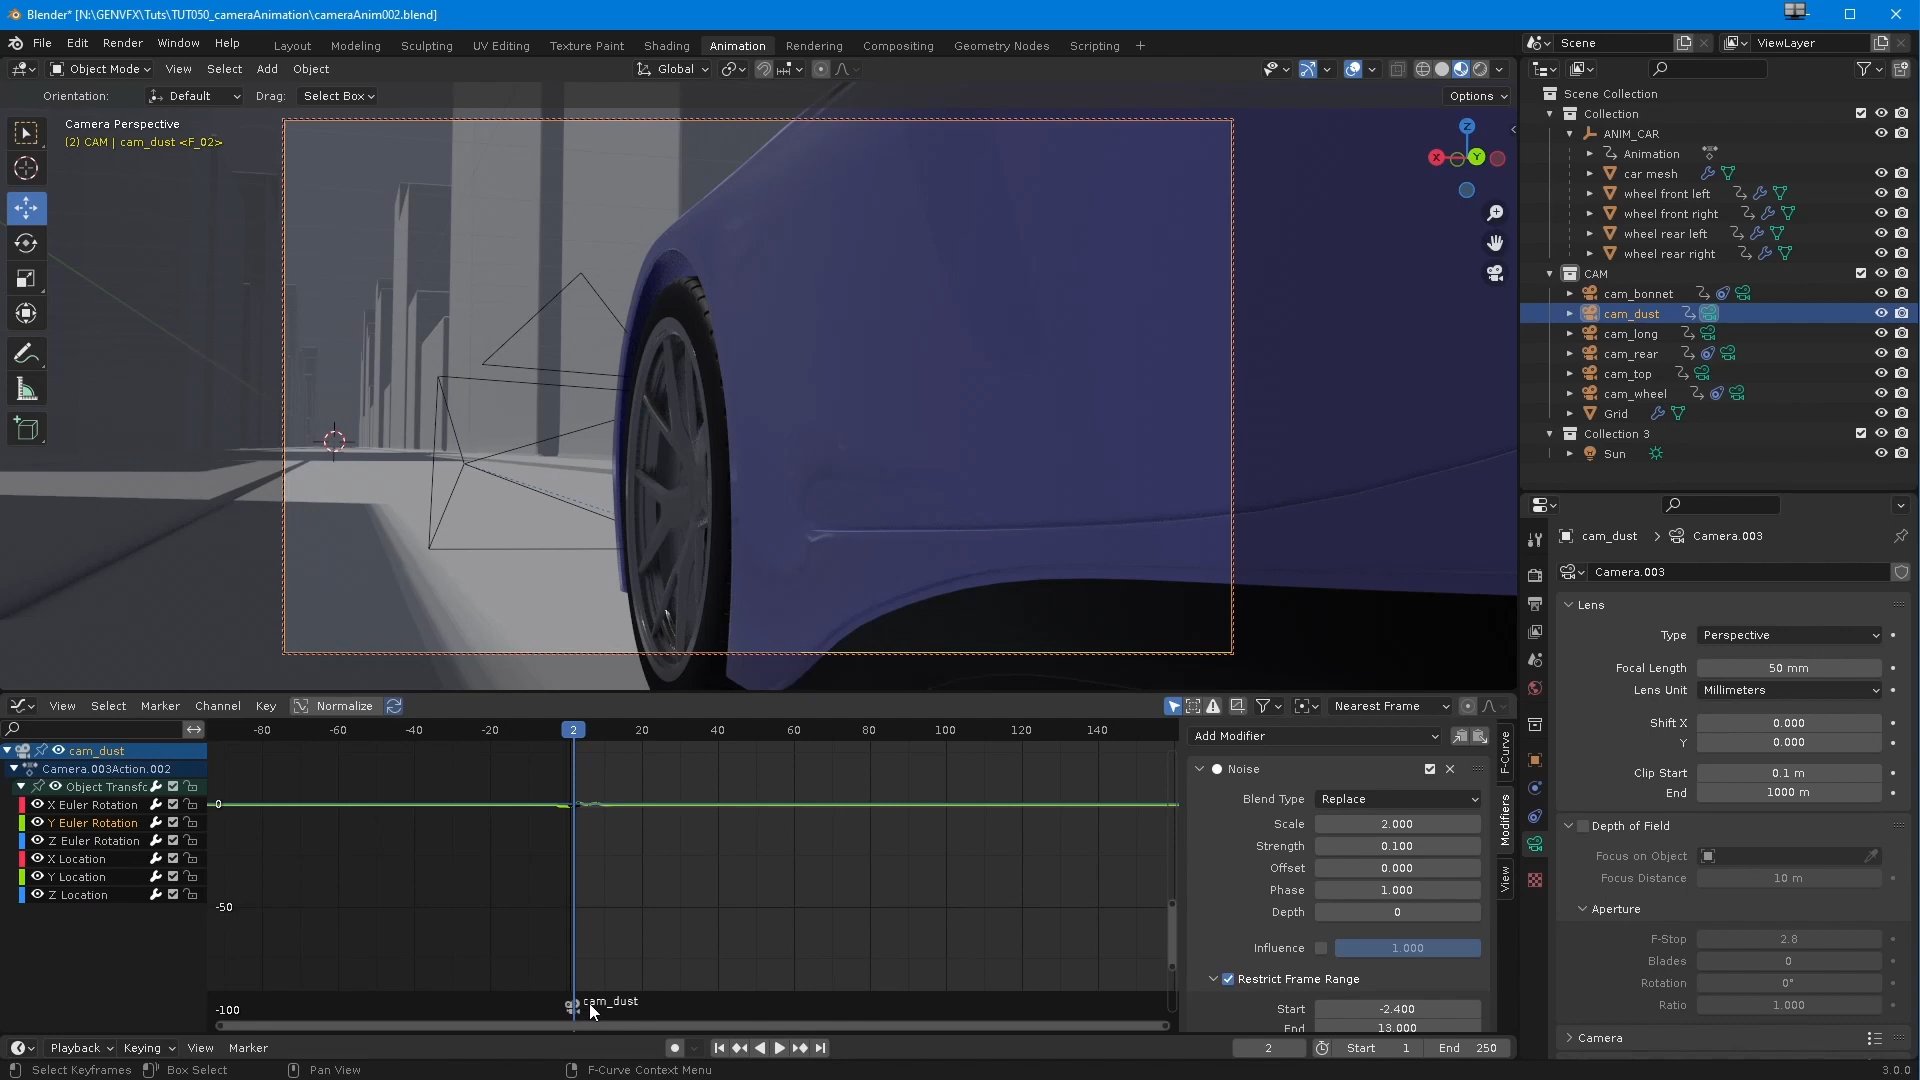 Blender* [N:\GENVFX\Tuts\TUT050_cameraAnimation\cameraAnim002.blend]
File Edit Render Window Help Layout Modeling Sculpting UV Editing Texture Paint Shading Animation Rendering Compositing Geometry Nodes Scripting + Scene ViewLayer
Object Mode View Select Add Object Global
Orientation: Default Drag: Select Box Options
Camera Perspective
(2) CAM | cam_dust <F_02>
Z
X
Y
Scene Collection
Collection
ANIM_CAR
Animation
car mesh
wheel front left
wheel front right
wheel rear left
wheel rear right
CAM
cam_bonnet
cam_dust
cam_long
cam_rear
cam_top
cam_wheel
Grid
Collection 3
Sun
cam_dust > Camera.003
Camera.003
Lens
Type Perspective
Focal Length 50 mm
Lens Unit Millimeters
Shift X 0.000
Y 0.000
Clip Start 0.1 m
End 1000 m
Depth of Field
Focus on Object
Focus Distance 10 m
Aperture
F-Stop 2.8
Blades 0
Rotation 0°
Ratio 1.000
Camera
View Select Marker Channel Key Normalize Nearest Frame
-80 -60 -40 -20 2 20 40 60 80 100 120 140
cam_dust
Camera.003Action.002
Object Transfc
X Euler Rotation
Y Euler Rotation
Z Euler Rotation
X Location
Y Location
Z Location
0
-50
-100
cam_dust
Add Modifier
Noise
Blend Type Replace
Scale 2.000
Strength 0.100
Offset 0.000
Phase 1.000
Depth 0
Influence 1.000
Restrict Frame Range
Start -2.400
End 13.000
F-Curve
Modifiers
View
Playback Keying View Marker 2 Start 1 End 250
Select Keyframes Box Select Pan View F-Curve Context Menu 3.0.0